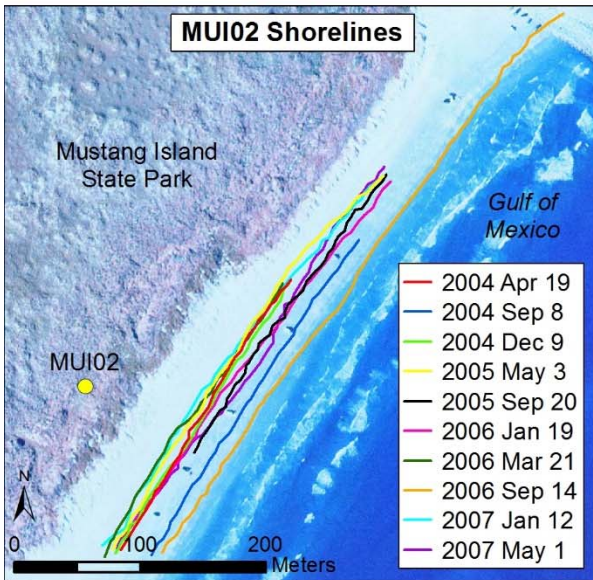 MUI02 Shorelines
Mustang Island
State Park
Gulf of
Mexico
MUI02
2004 Apr 19
2004 Sep 8
2004 Dec 9
2005 May 3
2005 Sep 20
2006 Jan 19
2006 Mar 21
2006 Sep 14
2007 Jan 12
2007 May 1
N
0 100 200
Meters